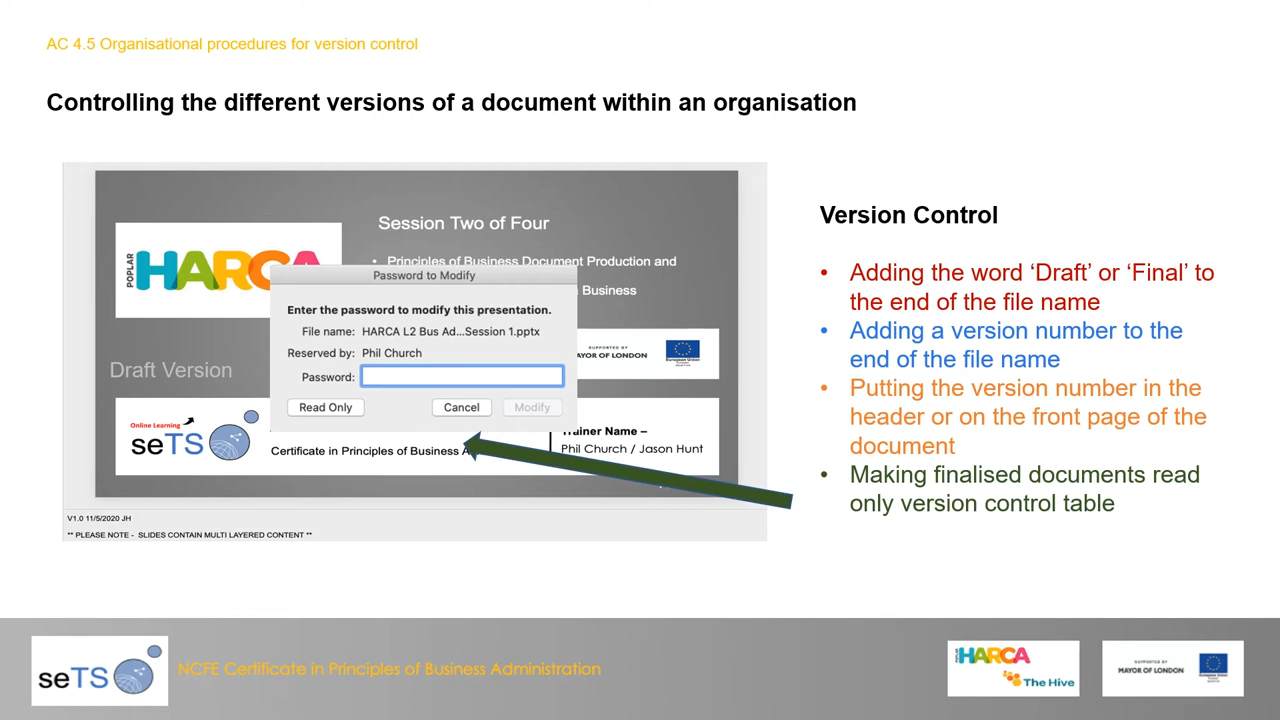 AC 4.5 Organisational procedures for version control
Controlling the different versions of a document within an organisation
Session Two of Four
• Principles of Business Document Production and
Business
POPLAR
HARCA
Password to Modify
Enter the password to modify this presentation.
File name: HARCA L2 Bus Ad...Session 1.pptx
Reserved by: Phil Church
Password:
Read Only
Cancel
Modify
SUPPORTED BY
MAYOR OF LONDON
European Union
Draft Version
Online Learning
seTS
Certificate in Principles of Business A
Trainer Name –
Phil Church / Jason Hunt
V1.0 11/5/2020 JH
** PLEASE NOTE - SLIDES CONTAIN MULTI LAYERED CONTENT **
Version Control
• Adding the word ‘Draft’ or ‘Final’ to
the end of the file name
• Adding a version number to the
end of the file name
• Putting the version number in the
header or on the front page of the
document
• Making finalised documents read
only version control table
seTS
NCFE Certificate in Principles of Business Administration
POPLAR
HARCA
The Hive
SUPPORTED BY
MAYOR OF LONDON